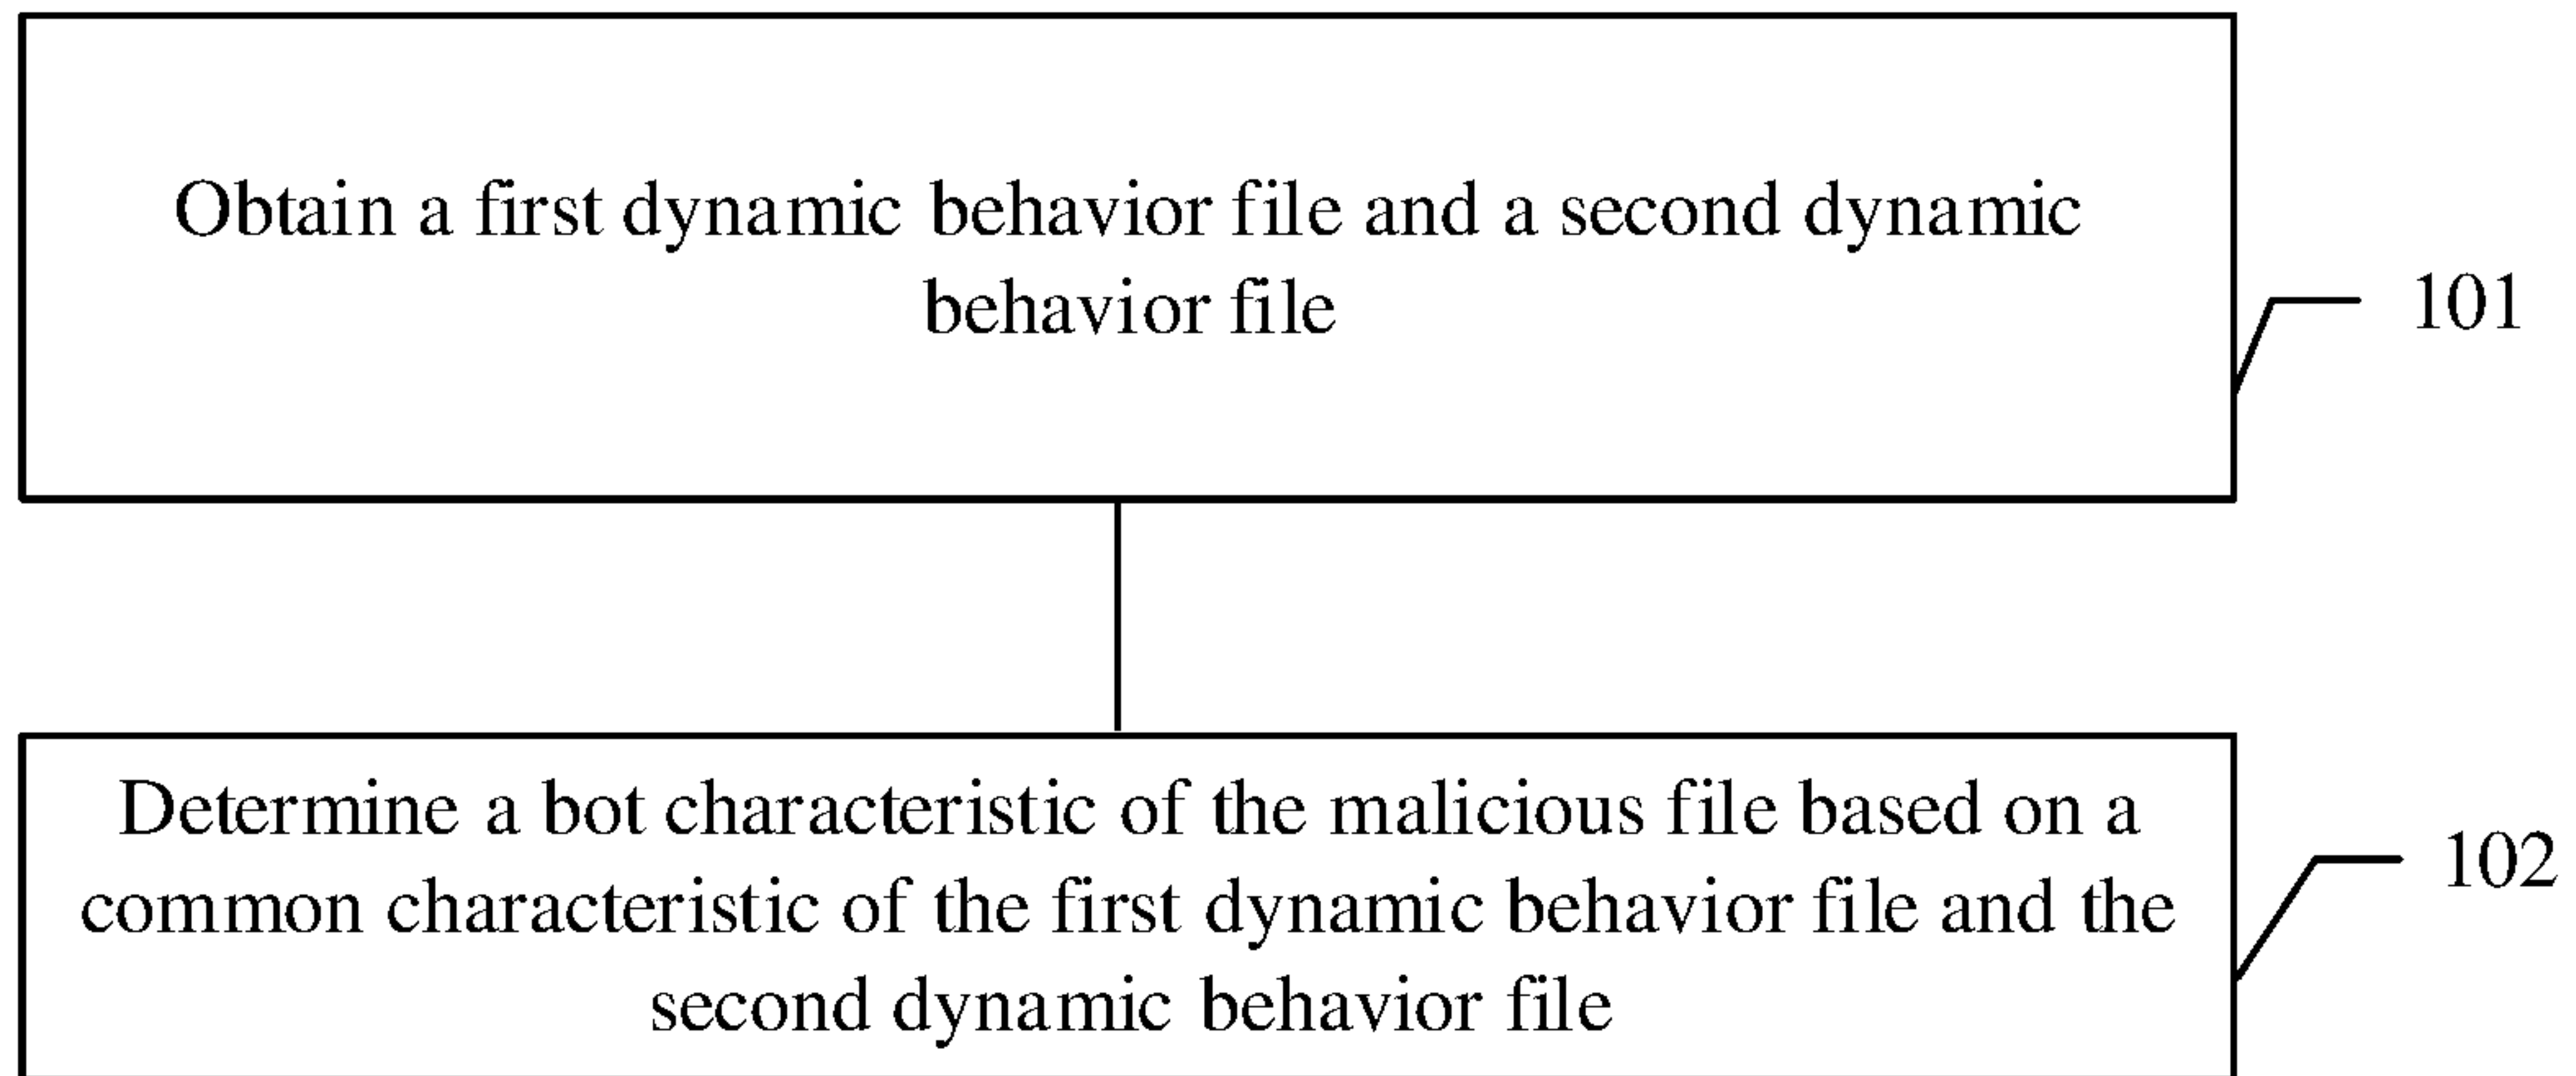 Obtain a first dynamic behavior file and a second dynamic
behavior file
101
Determine a bot characteristic of the malicious file based on a
common characteristic of the first dynamic behavior file and the
second dynamic behavior file
102